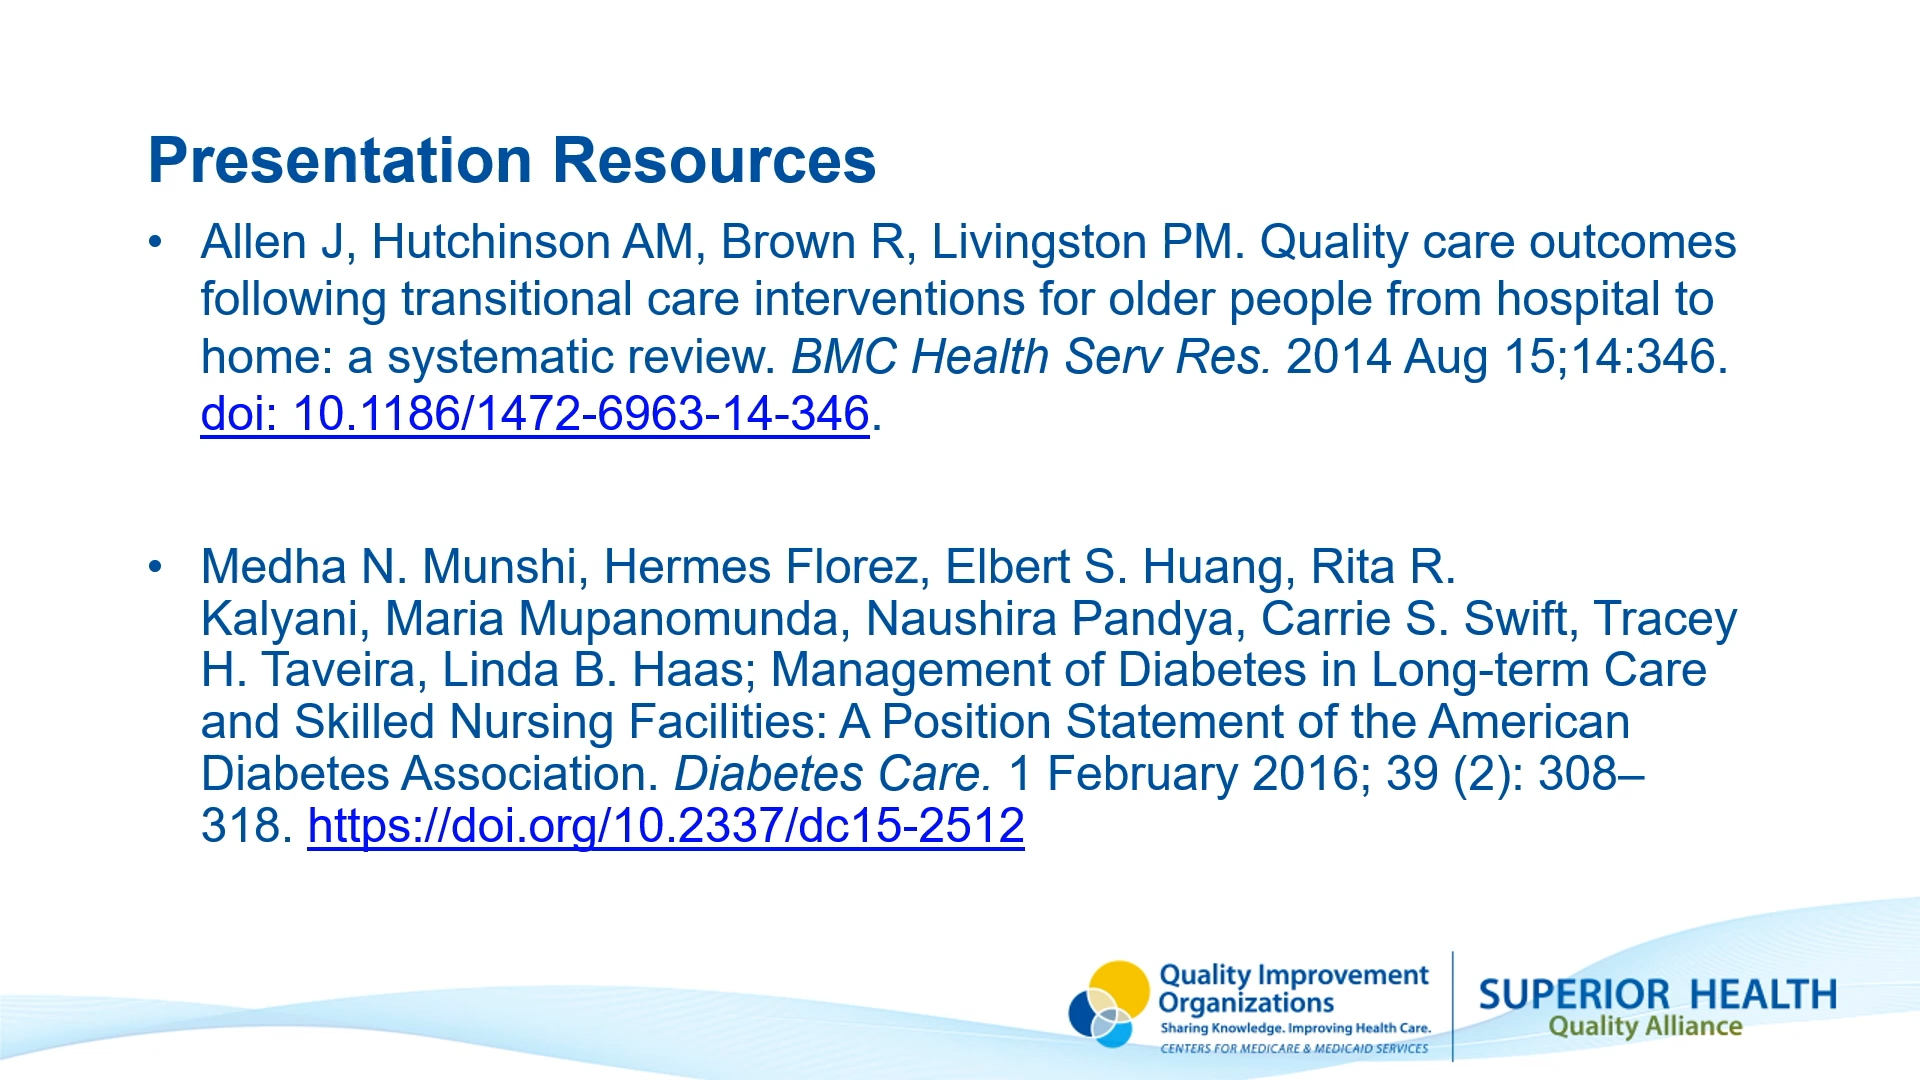 Presentation Resources
• Allen J, Hutchinson AM, Brown R, Livingston PM. Quality care outcomes
following transitional care interventions for older people from hospital to
home: a systematic review. BMC Health Serv Res. 2014 Aug 15;14:346.
doi: 10.1186/1472-6963-14-346.
• Medha N. Munshi, Hermes Florez, Elbert S. Huang, Rita R.
Kalyani, Maria Mupanomunda, Naushira Pandya, Carrie S. Swift, Tracey
H. Taveira, Linda B. Haas; Management of Diabetes in Long-term Care
and Skilled Nursing Facilities: A Position Statement of the American
Diabetes Association. Diabetes Care. 1 February 2016; 39 (2): 308–
318. https://doi.org/10.2337/dc15-2512
Quality Improvement
Organizations
Sharing Knowledge. Improving Health Care.
CENTERS FOR MEDICARE & MEDICAID SERVICES
SUPERIOR HEALTH
Quality Alliance